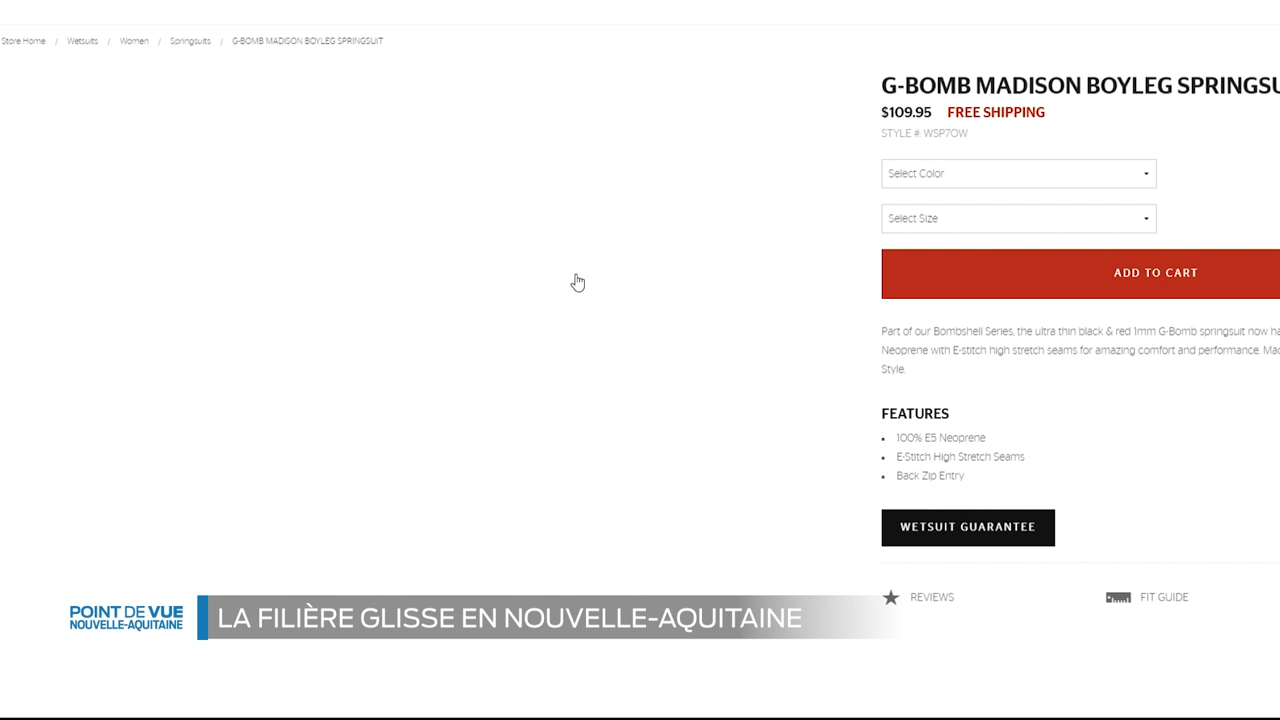 Store Home / Wetsuits / Women / Springsuits / G-BOMB MADISON BOYLEG SPRINGSUIT
G-BOMB MADISON BOYLEG SPRINGSU
$109.95 FREE SHIPPING
STYLE #: WSP7OW
Select Color
Select Size
ADD TO CART
Part of our Bombshell Series, the ultra thin black & red 1mm G-Bomb springsuit now ha
Neoprene with E-stitch high stretch seams for amazing comfort and performance. Mad
Style.
FEATURES
• 100% E5 Neoprene
• E-Stitch High Stretch Seams
• Back Zip Entry
WETSUIT GUARANTEE
REVIEWS FIT GUIDE
POINT DE VUE
NOUVELLE-AQUITAINE
LA FILIÈRE GLISSE EN NOUVELLE-AQUITAINE